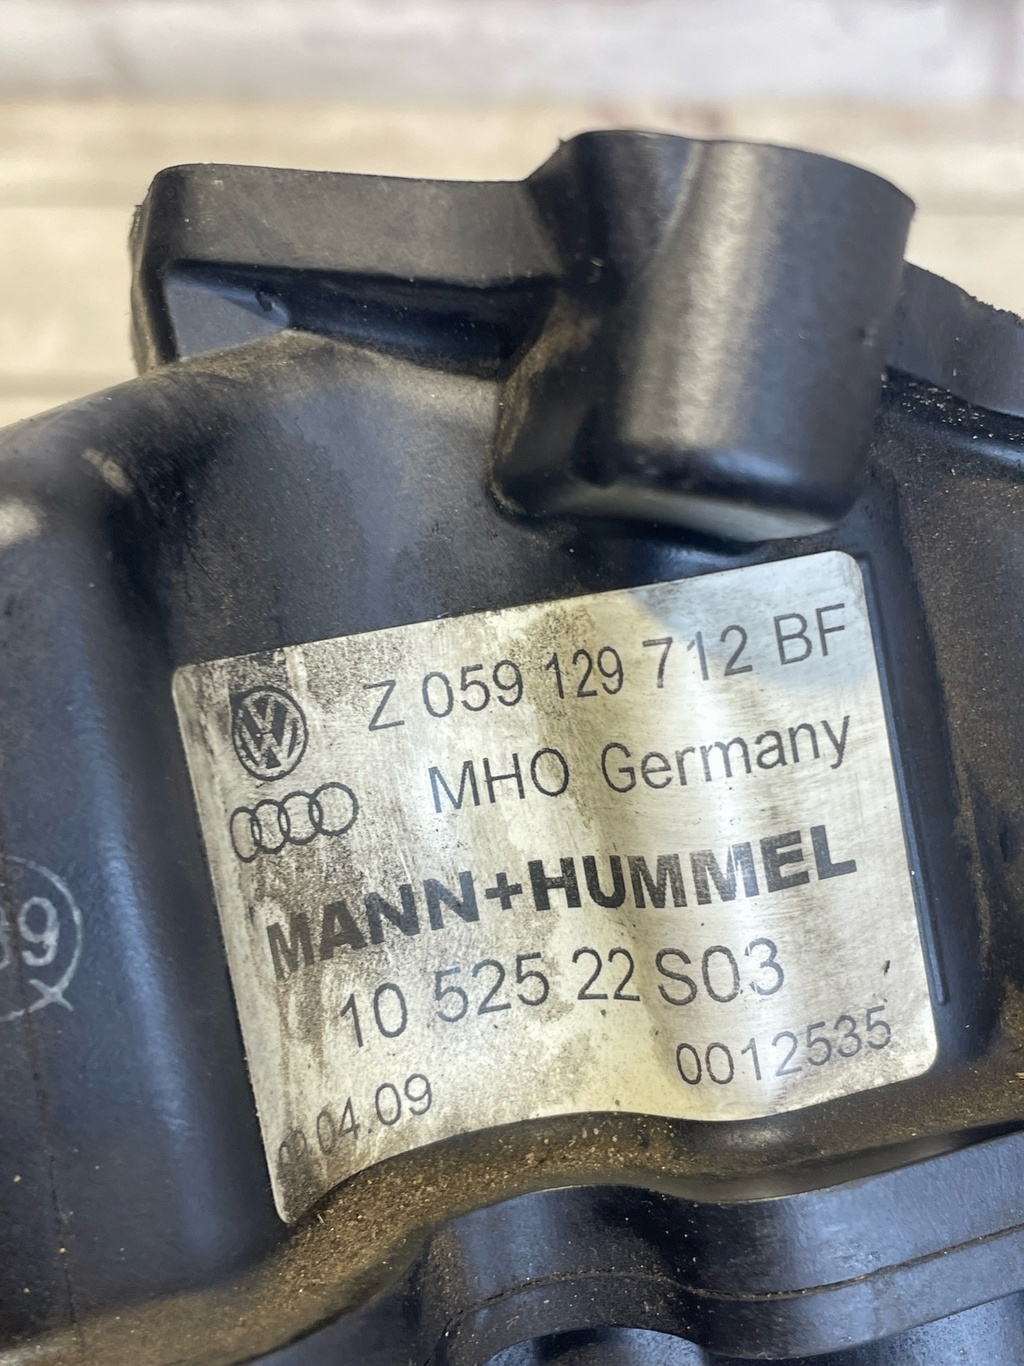 Z 059 129 712 BF
MHO Germany
MANN+HUMMEL
10 525 22 S03
04.09
0012535